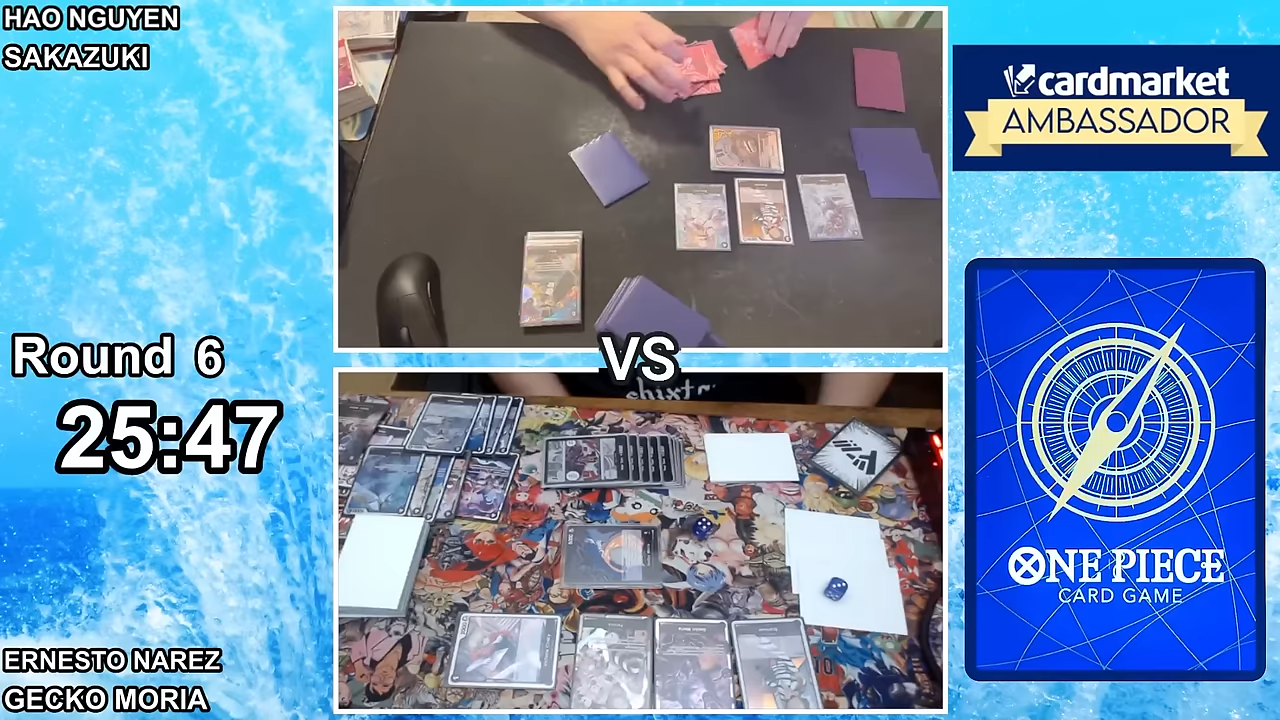 HAO NGUYEN
SAKAZUKI
cardmarket
AMBASSADOR
Round 6
25:47
VS
ERNESTO NAREZ
GECKO MORIA
ONE PIECE
CARD GAME